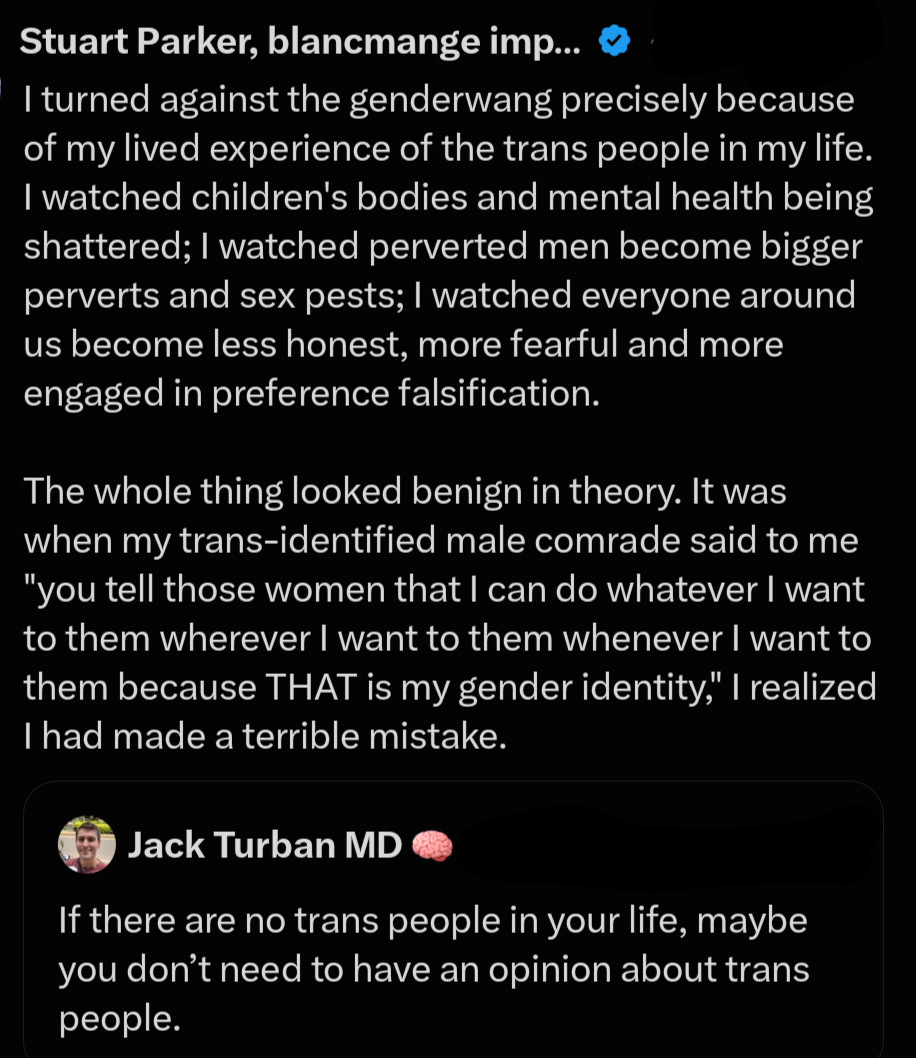 Stuart Parker, blancmange imp...
I turned against the genderwang precisely because
of my lived experience of the trans people in my life.
I watched children's bodies and mental health being
shattered; I watched perverted men become bigger
perverts and sex pests; I watched everyone around
us become less honest, more fearful and more
engaged in preference falsification.
The whole thing looked benign in theory. It was
when my trans-identified male comrade said to me
"you tell those women that I can do whatever I want
to them wherever I want to them whenever I want to
them because THAT is my gender identity," I realized
I had made a terrible mistake.
Jack Turban MD 🧠
If there are no trans people in your life, maybe
you don’t need to have an opinion about trans
people.